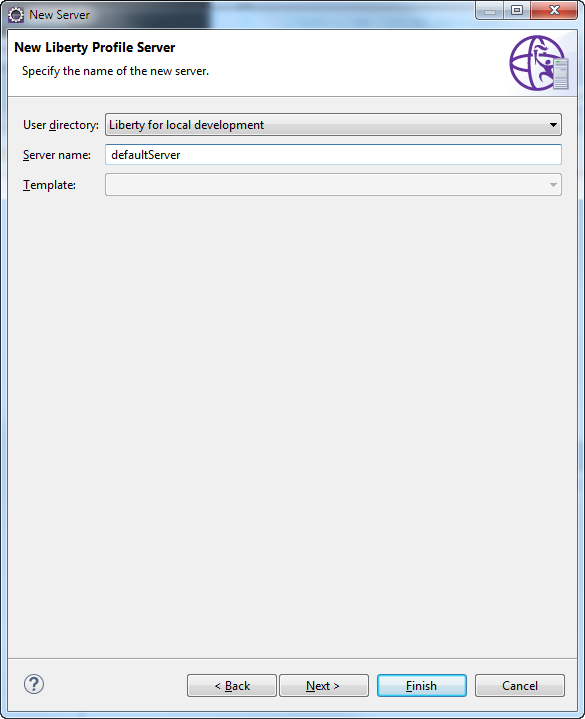 New Server
New Liberty Profile Server
Specify the name of the new server.
User directory: Liberty for local development
Server name: defaultServer
Template:
?
< Back Next > Finish Cancel